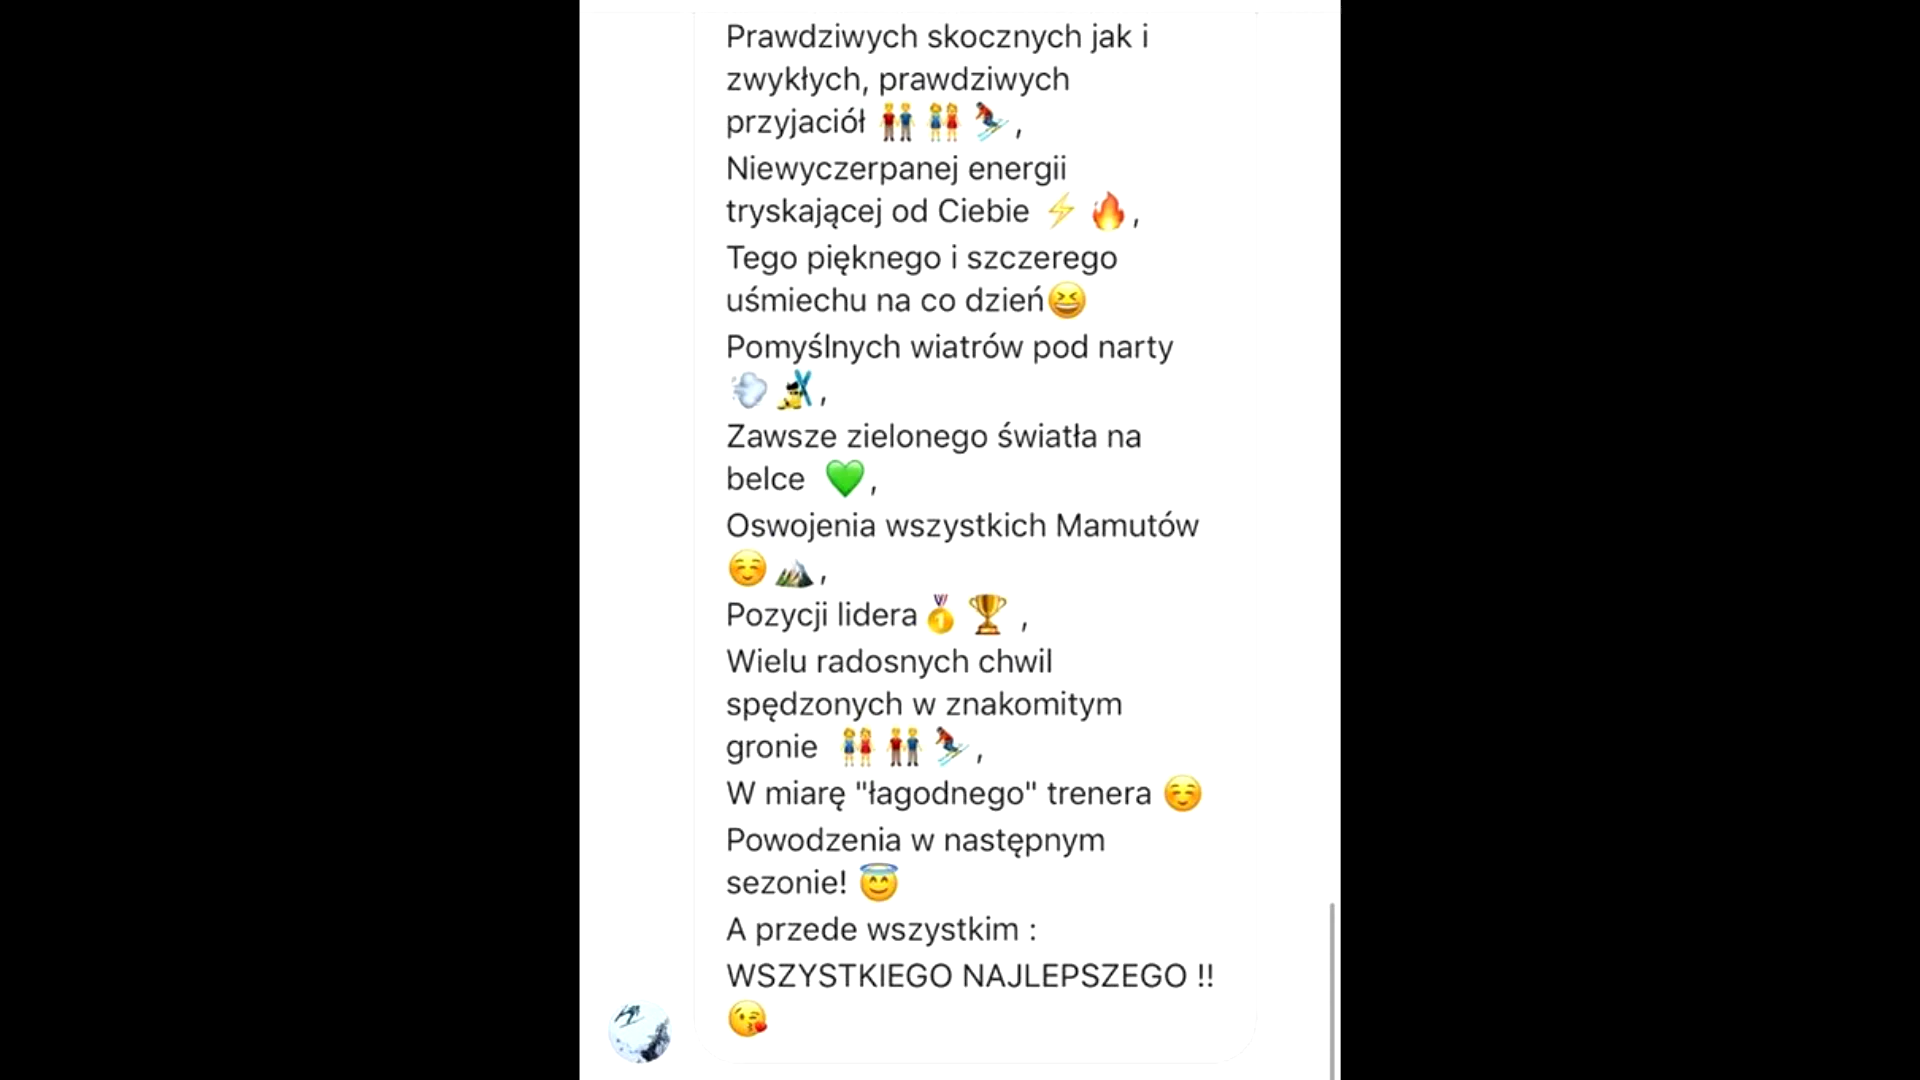 Prawdziwych skocznych jak i
zwykłych, prawdziwych
przyjaciół 👬 👭 ⛷️,
Niewyczerpanej energii
tryskającej od Ciebie ⚡ 🔥,
Tego pięknego i szczerego
uśmiechu na co dzień😆
Pomyślnych wiatrów pod narty
💨 🎿,
Zawsze zielonego światła na
belce 💚,
Oswojenia wszystkich Mamutów
☺️ ⛰️,
Pozycji lidera🥇 🏆 ,
Wielu radosnych chwil
spędzonych w znakomitym
gronie 👭 👬 ⛷️,
W miarę "łagodnego" trenera ☺️
Powodzenia w następnym
sezonie! 😇
A przede wszystkim :
WSZYSTKIEGO NAJLEPSZEGO !!
😘